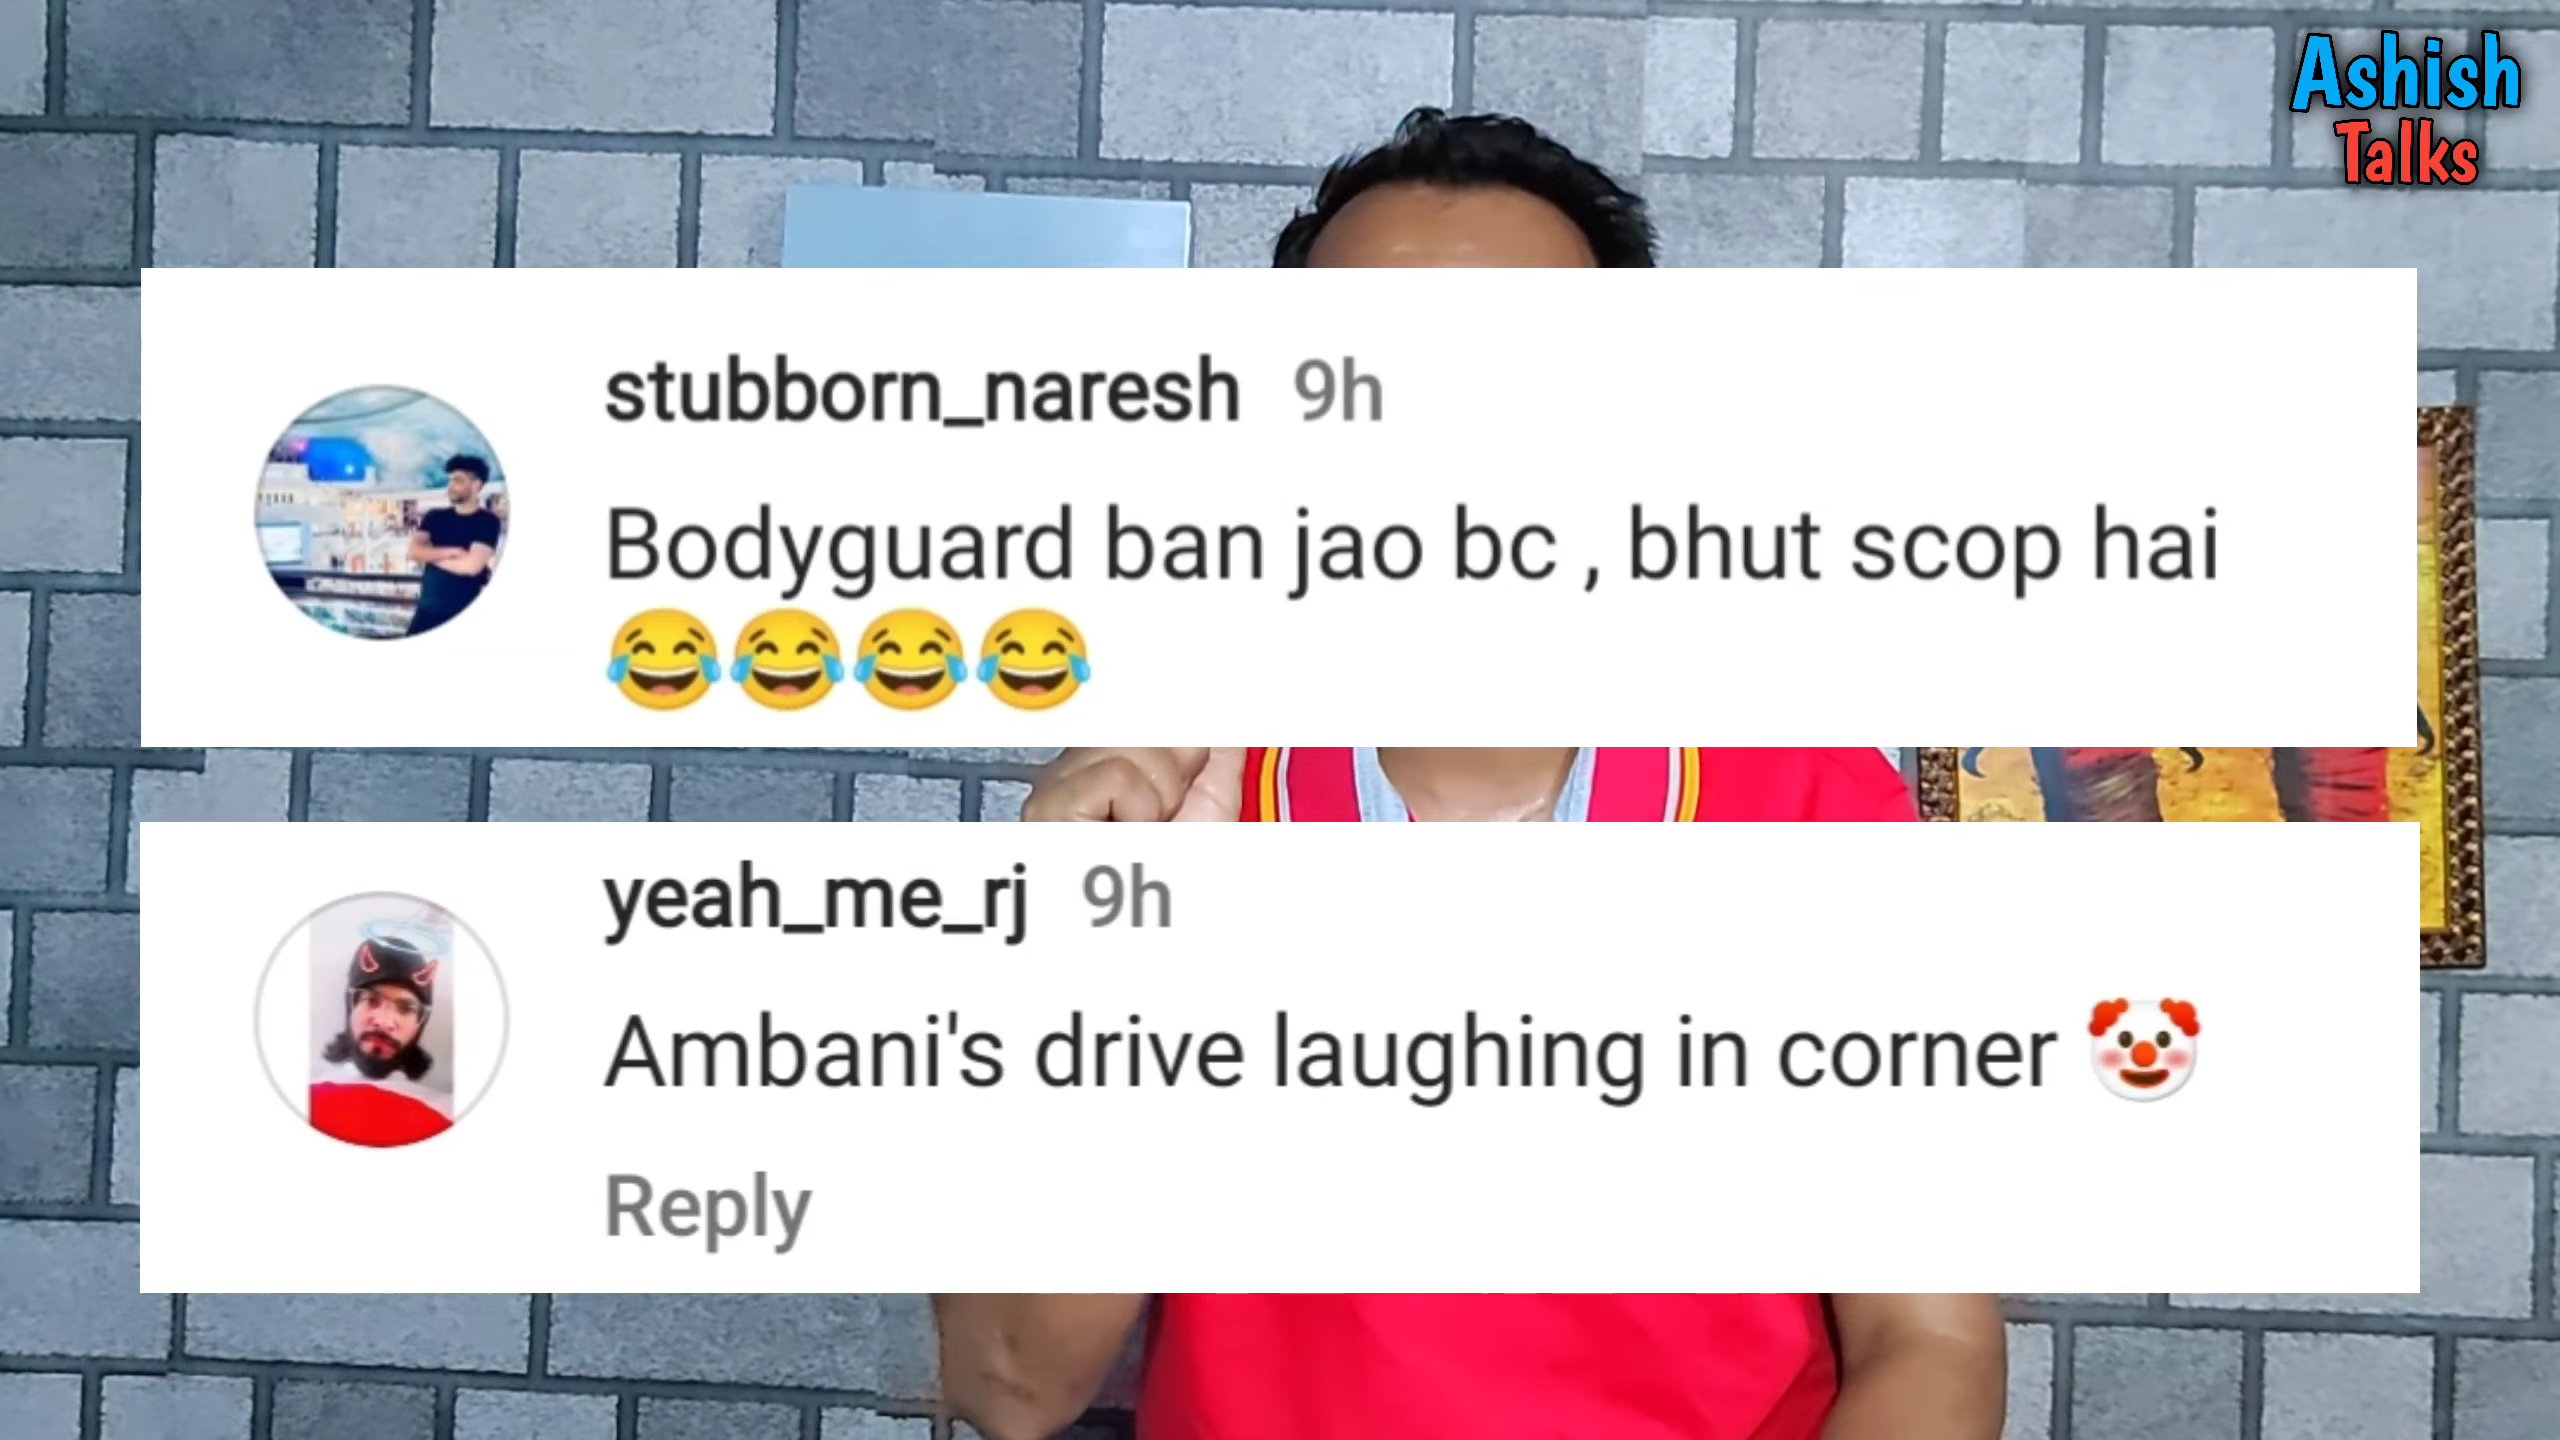 Ashish
Talks
stubborn_naresh 9h
Bodyguard ban jao bc , bhut scop hai
😂😂😂😂
yeah_me_rj 9h
Ambani's drive laughing in corner 🤡
Reply